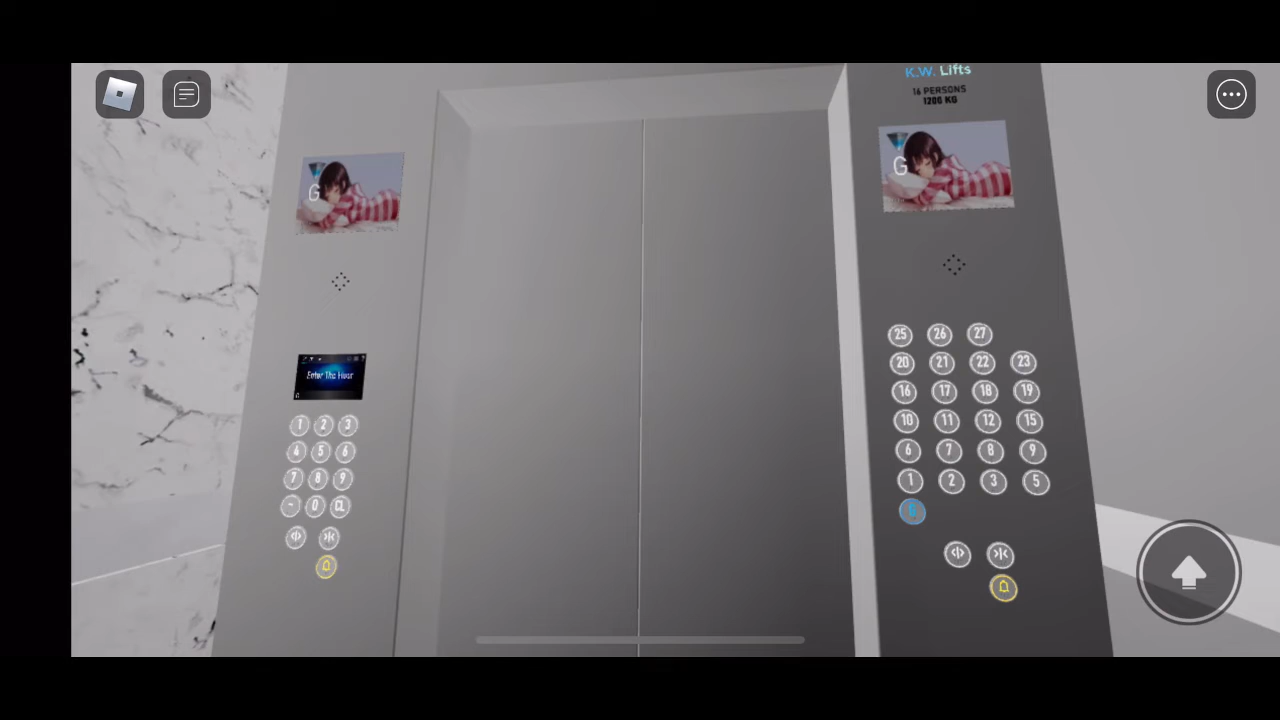 K.W. Lifts
16 PERSONS
1200 KG
G
G
Enter The Hour
1 2 3
4 5 6
7 8 9
- 0
25 26 27
20 21 22 23
16 17 18 19
10 11 12 15
6 7 8 9
1 2 3 5
G